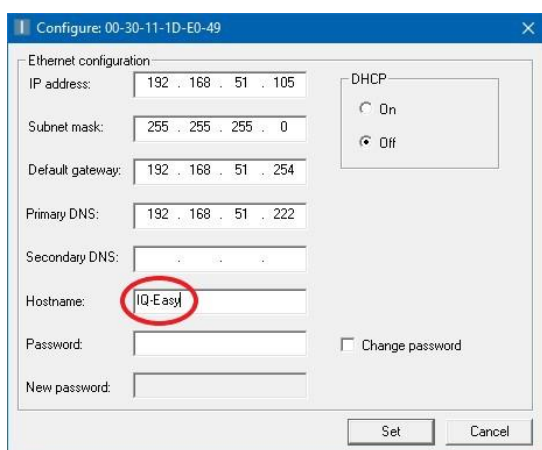 Configure: 00-30-11-1D-E0-49
Ethernet configuration
IP address: 192 . 168 . 51 . 105
DHCP
On
Subnet mask: 255 . 255 . 255 . 0
Off
Default gateway: 192 . 168 . 51 . 254
Primary DNS: 192 . 168 . 51 . 222
Secondary DNS: . . .
Hostname: IQ-Easy
Password:
Change password
New password:
Set Cancel